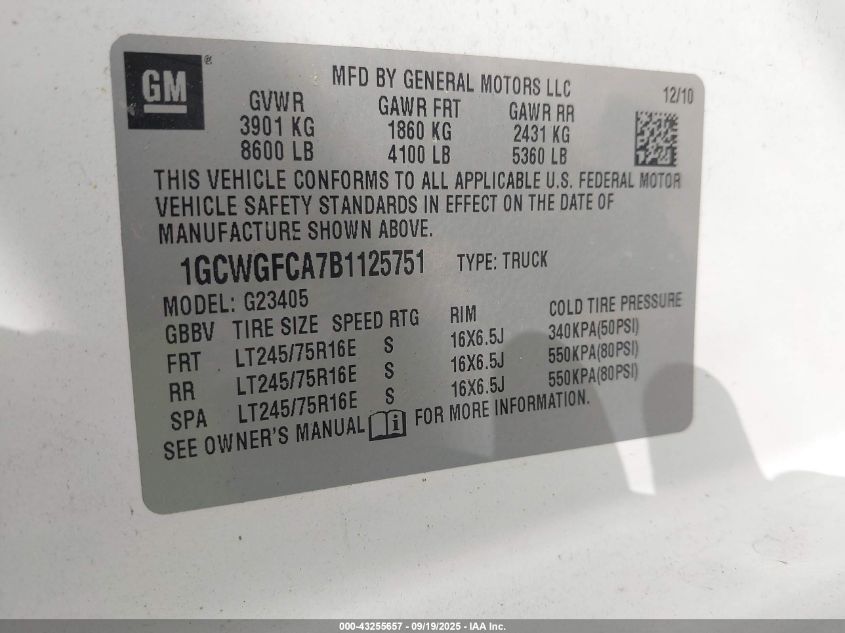 GM ®
MFD BY GENERAL MOTORS LLC
12/10
GVWR GAWR FRT GAWR RR
3901 KG 1860 KG 2431 KG
8600 LB 4100 LB 5360 LB
THIS VEHICLE CONFORMS TO ALL APPLICABLE U.S. FEDERAL MOTOR
VEHICLE SAFETY STANDARDS IN EFFECT ON THE DATE OF
MANUFACTURE SHOWN ABOVE.
1GCWGFCA7B1125751 TYPE: TRUCK
MODEL: G23405
GBBV TIRE SIZE SPEED RTG RIM COLD TIRE PRESSURE
FRT LT245/75R16E S 16X6.5J 340KPA(50PSI)
RR LT245/75R16E S 16X6.5J 550KPA(80PSI)
SPA LT245/75R16E S 16X6.5J 550KPA(80PSI)
SEE OWNER'S MANUAL i FOR MORE INFORMATION.
000-43255657 - 09/19/2025 - IAA Inc.